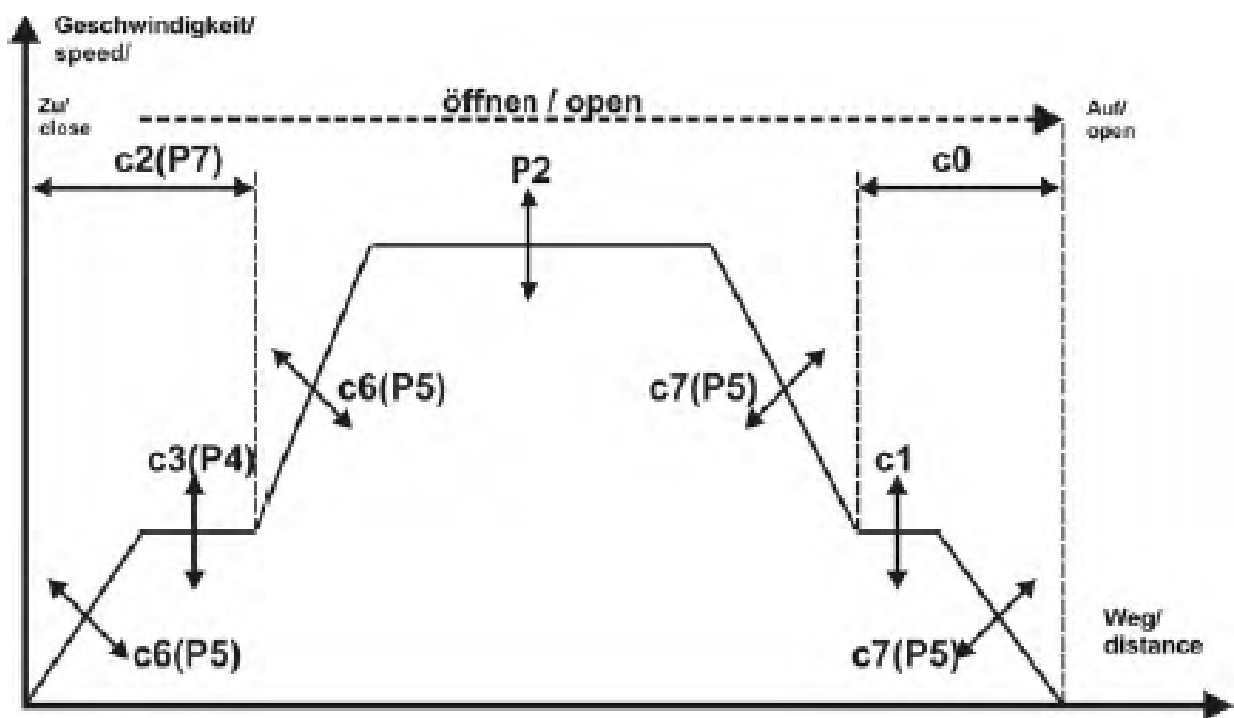 Geschwindigkeit/
speed/
öffnen / open
Zu/
close
Auf/
open
c2(P7)
P2
c0
c6(P5)
c7(P5)
c3(P4)
c1
c6(P5)
c7(P5)
Weg/
distance